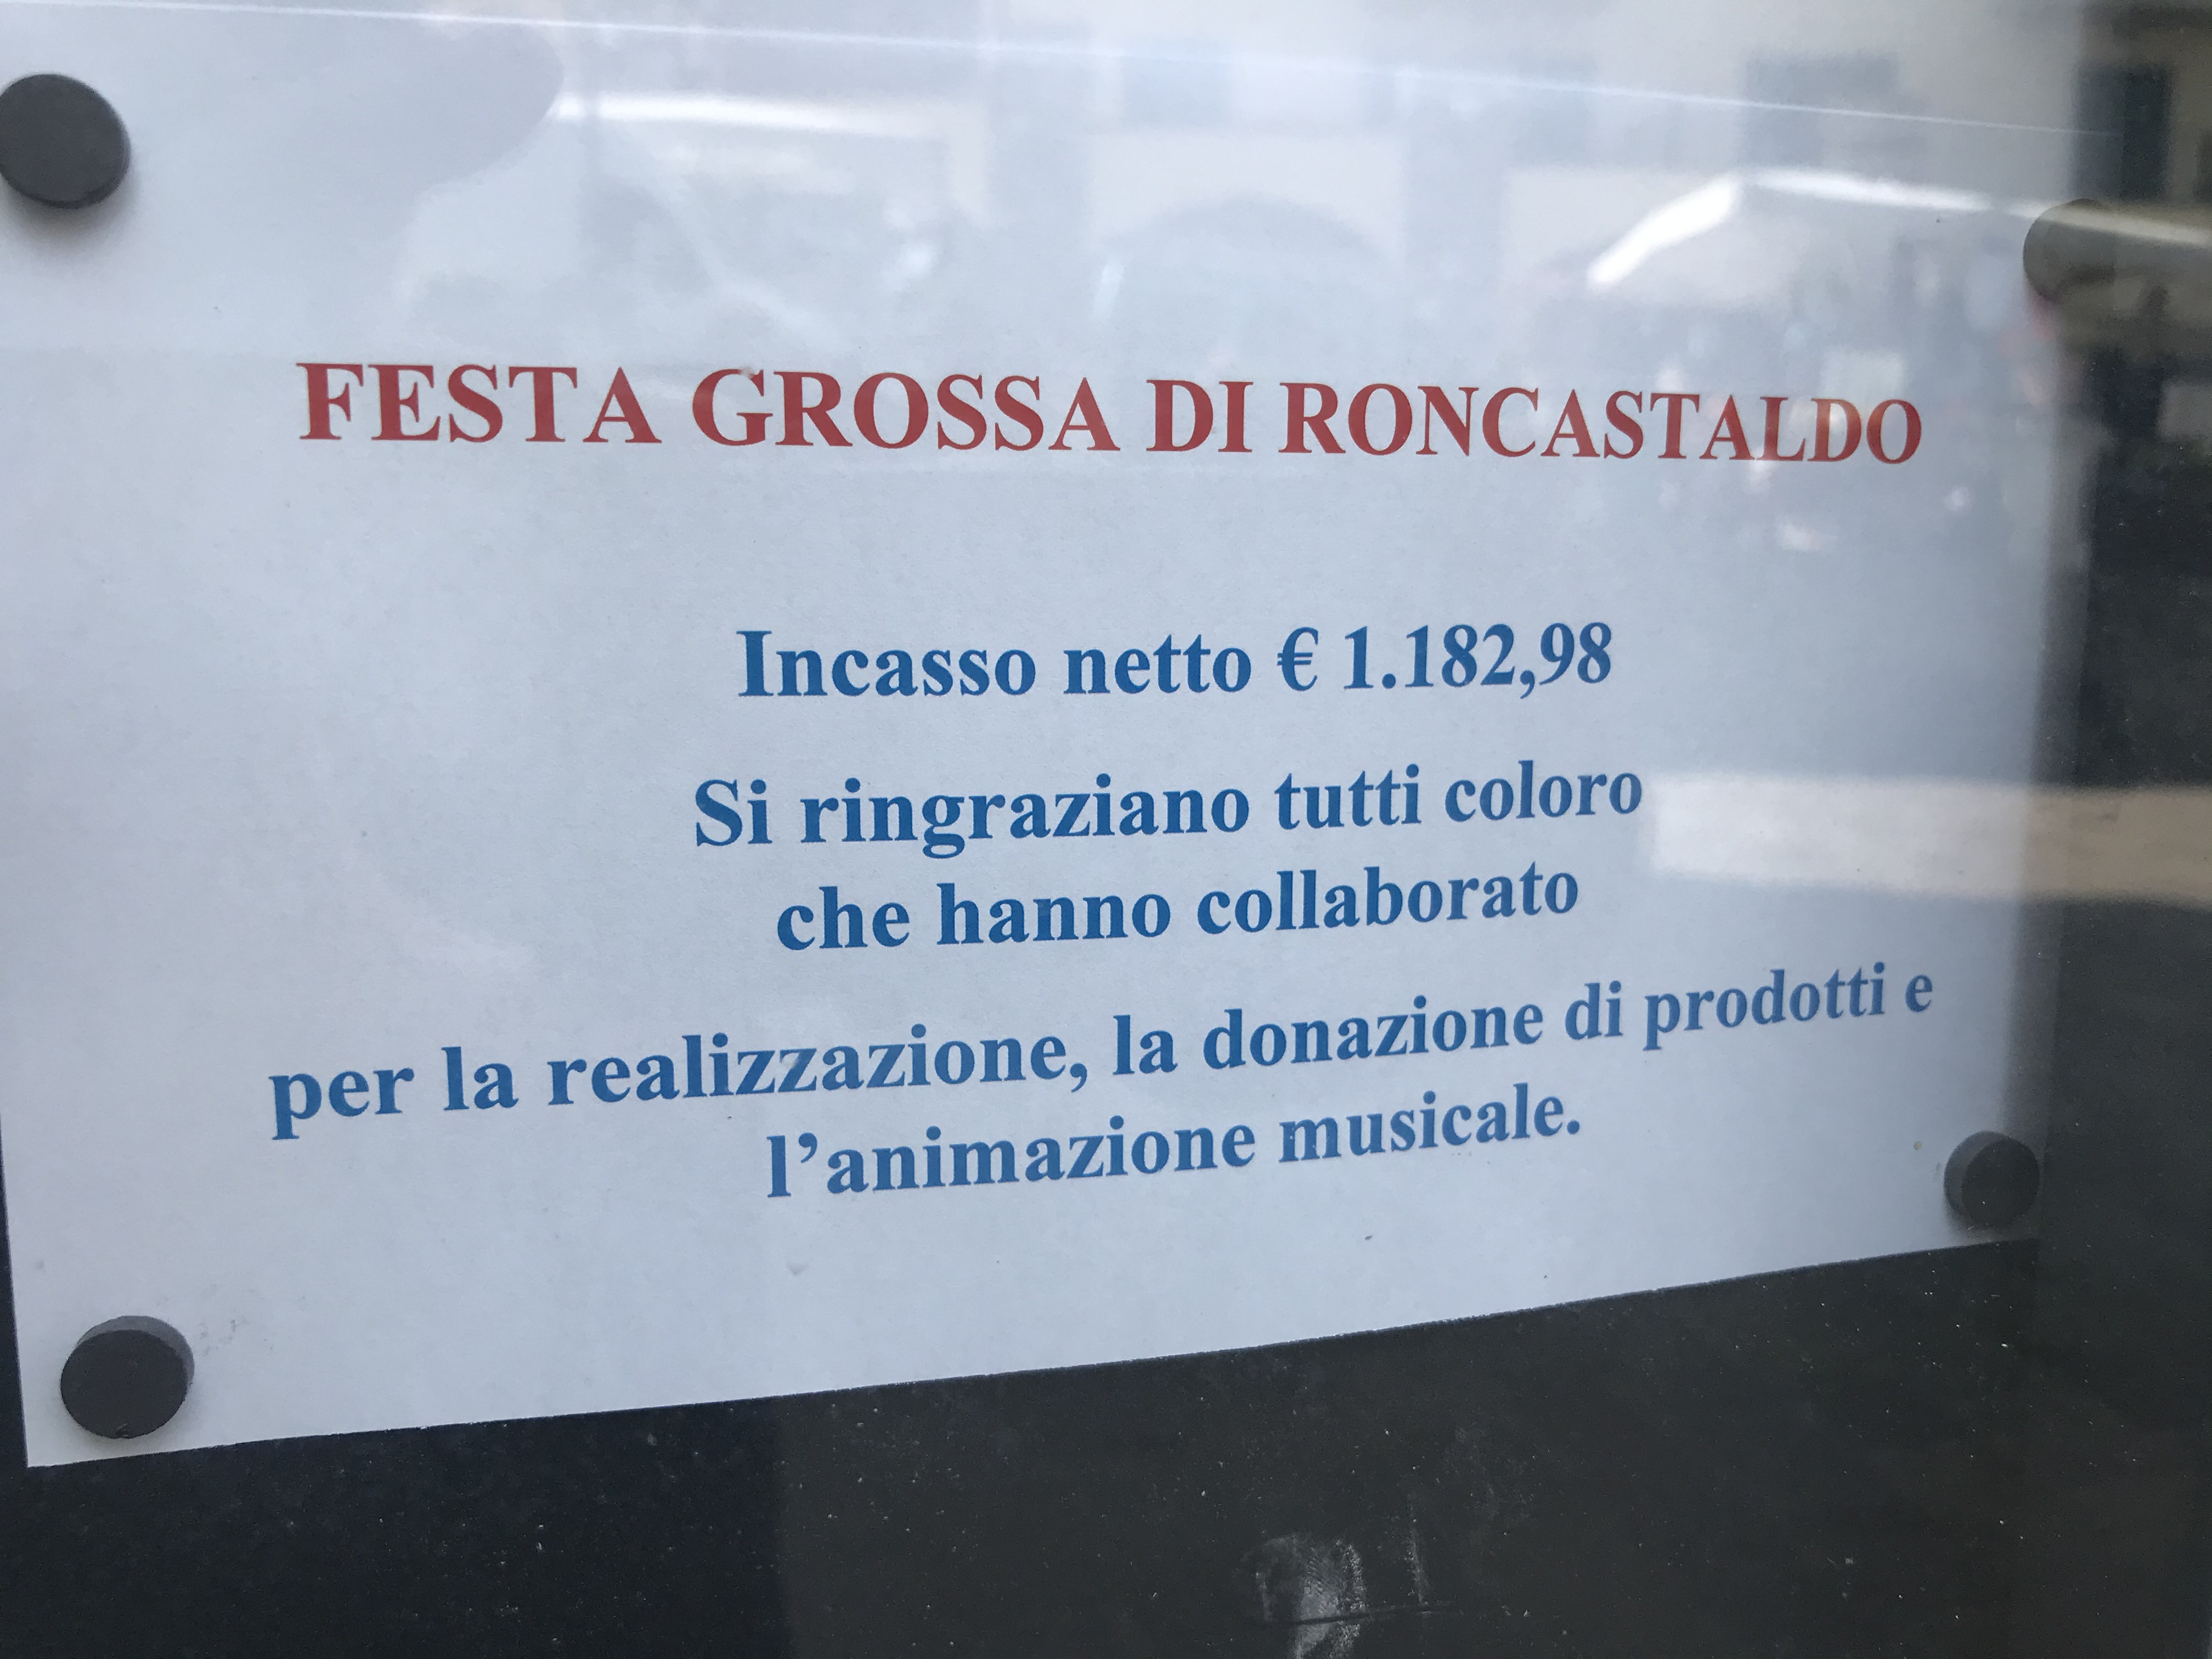 FESTA GROSSA DI RONCASTALDO
Incasso netto € 1.182,98
Si ringraziano tutti coloro
che hanno collaborato
per la realizzazione, la donazione di prodotti e
l’animazione musicale.